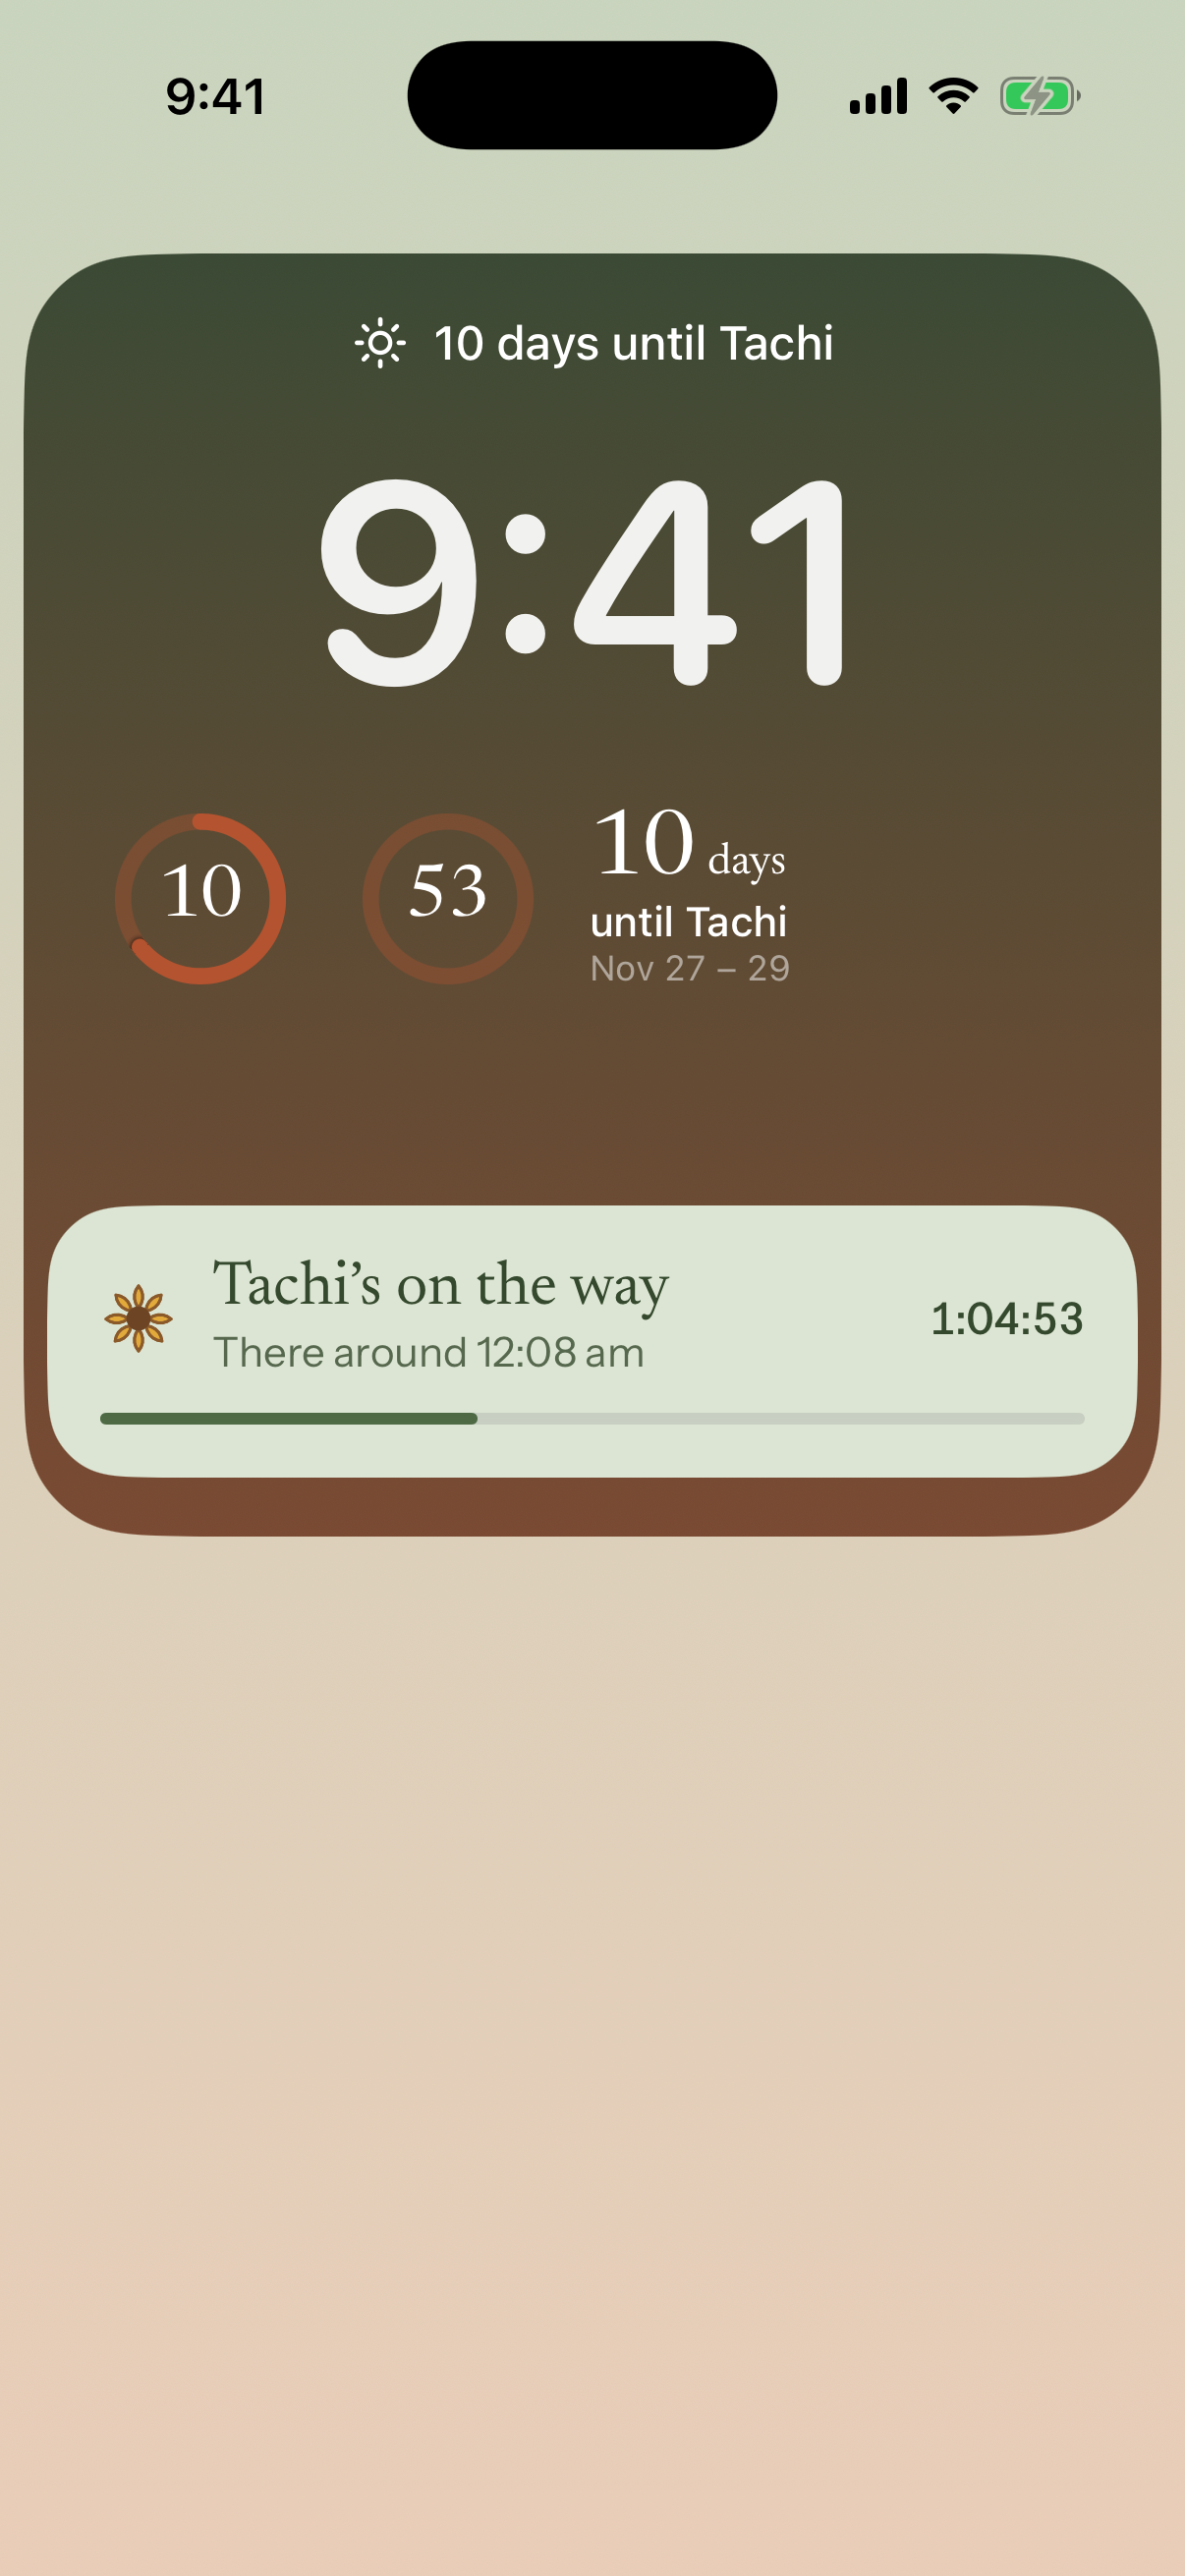 9:41
10 days until Tachi
9:41
10
53
10 days
until Tachi
Nov 27 – 29
Tachi’s on the way
There around 12:08 am
1:04:53